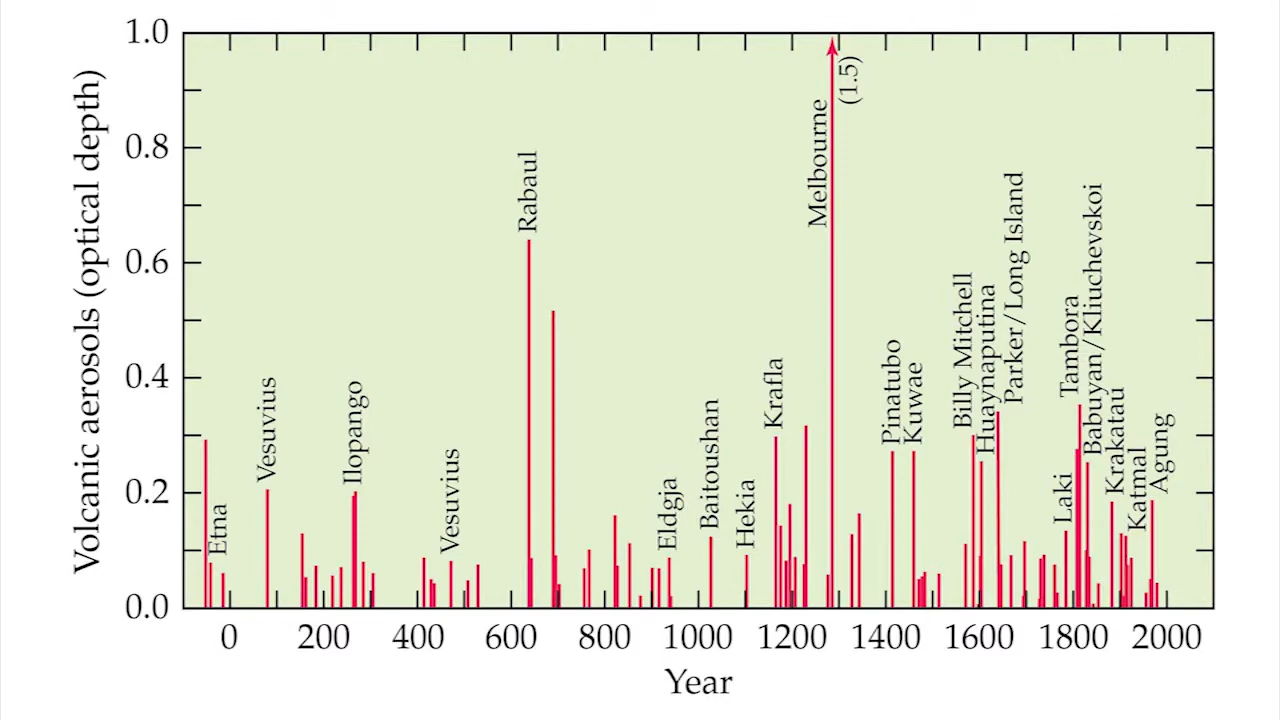 Volcanic aerosols (optical depth)
1.0
0.8
0.6
0.4
0.2
0.0
Etna
Vesuvius
Ilopango
Vesuvius
Rabaul
Eldgja
Baitoushan
Hekia
Krafla
Melbourne
(1.5)
Pinatubo
Kuwae
Billy Mitchell
Huaynaputina
Parker/Long Island
Laki
Tambora
Babuyan/Kliuchevskoi
Krakatau
Katmal
Agung
0 200 400 600 800 1000 1200 1400 1600 1800 2000
Year